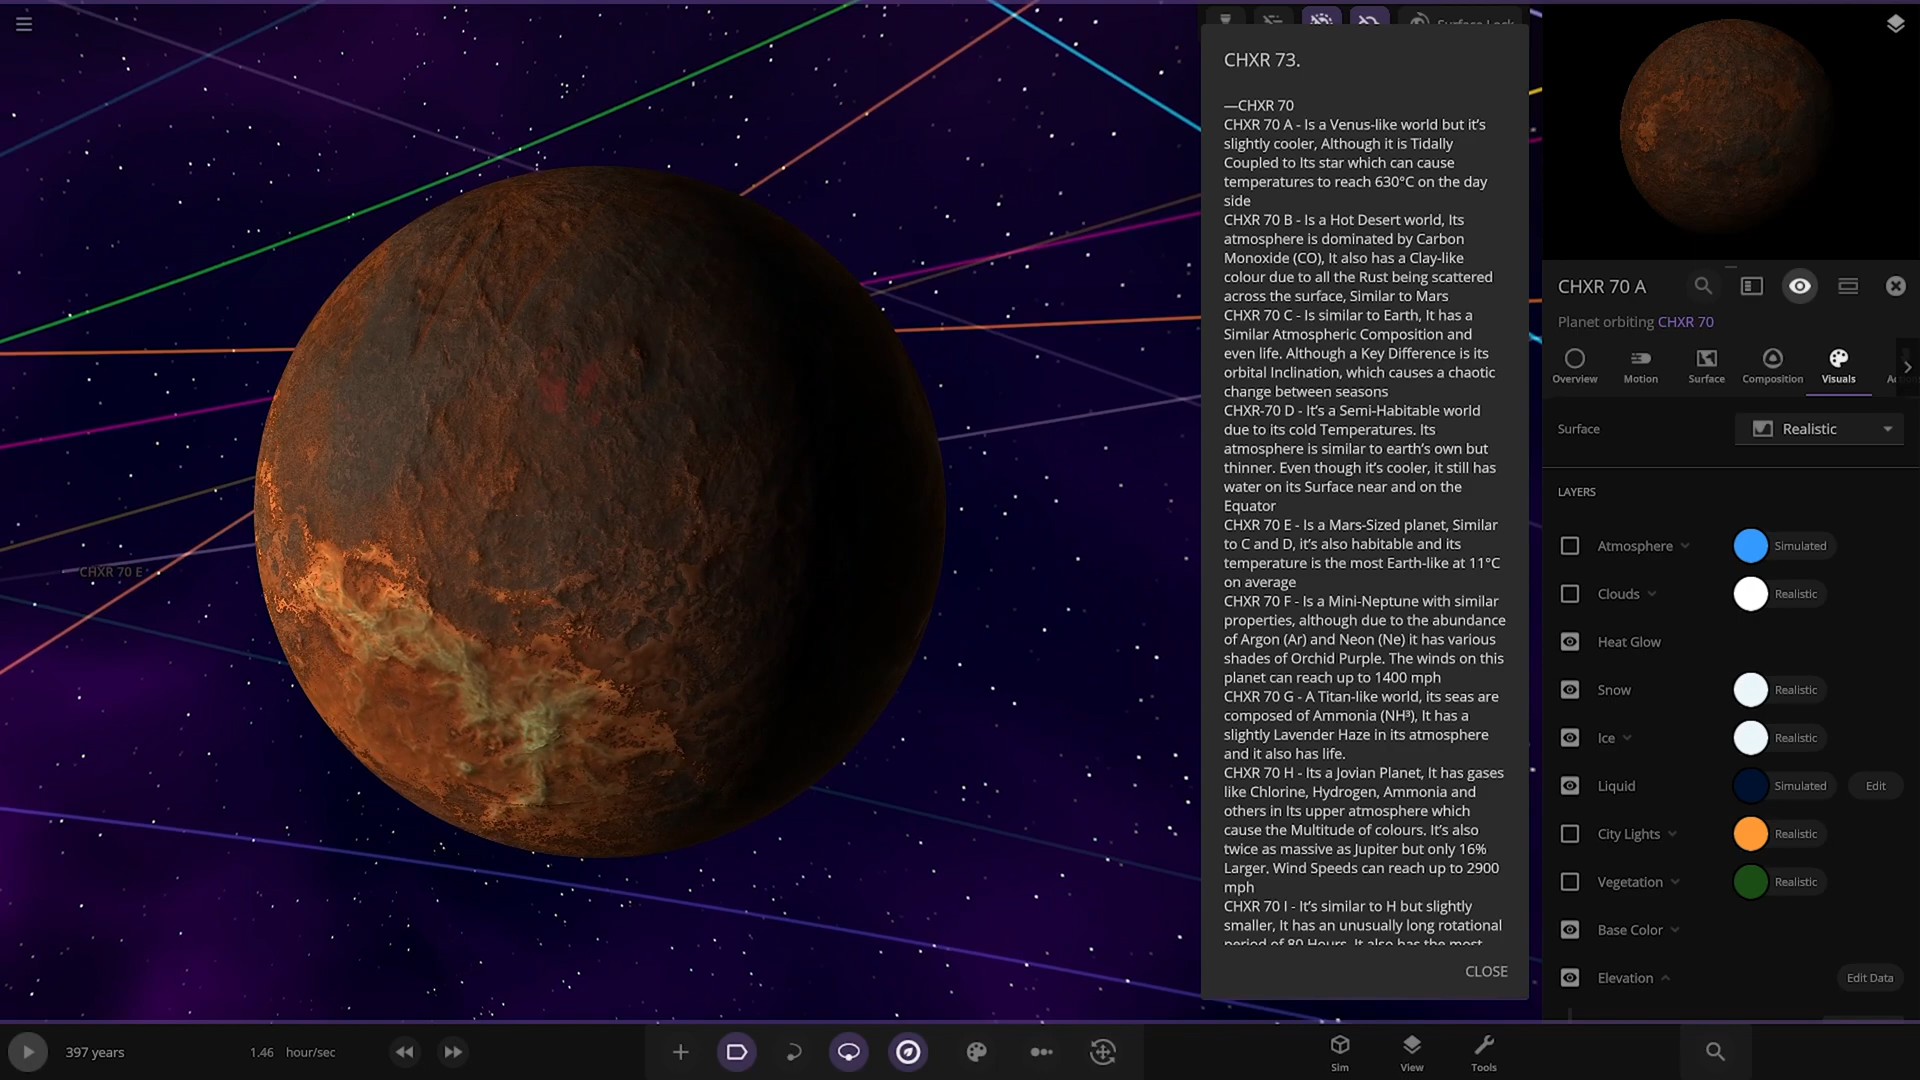 Surface Lock
CHXR 73.
—CHXR 70
CHXR 70 A - Is a Venus-like world but it’s
slightly cooler, Although it is Tidally
Coupled to Its star which can cause
temperatures to reach 630°C on the day
side
CHXR 70 B - Is a Hot Desert world, Its
atmosphere is dominated by Carbon
Monoxide (CO), It also has a Clay-like
colour due to all the Rust being scattered
across the surface, Similar to Mars
CHXR 70 C - Is similar to Earth, It has a
Similar Atmospheric Composition and
even life. Although a Key Difference is its
orbital Inclination, which causes a chaotic
change between seasons
CHXR-70 D - It’s a Semi-Habitable world
due to its cold Temperatures. Its
atmosphere is similar to earth’s own but
thinner. Even though it’s cooler, it still has
water on its Surface near and on the
Equator
CHXR 70 E - Is a Mars-Sized planet, Similar
to C and D, it’s also habitable and its
temperature is the most Earth-like at 11°C
on average
CHXR 70 F - Is a Mini-Neptune with similar
properties, although due to the abundance
of Argon (Ar) and Neon (Ne) it has various
shades of Orchid Purple. The winds on this
planet can reach up to 1400 mph
CHXR 70 G - A Titan-like world, its seas are
composed of Ammonia (NH³), It has a
slightly Lavender Haze in its atmosphere
and it also has life.
CHXR 70 H - Its a Jovian Planet, It has gases
like Chlorine, Hydrogen, Ammonia and
others in Its upper atmosphere which
cause the Multitude of colours. It’s also
twice as massive as Jupiter but only 16%
Larger. Wind Speeds can reach up to 2900
mph
CHXR 70 I - It’s similar to H but slightly
smaller, It has an unusually long rotational
period of 80 Hours. It also has the most
CLOSE
CHXR 70 E
CHXR 70 A
Planet orbiting CHXR 70
Overview Motion Surface Composition Visuals
Surface Realistic
LAYERS
Atmosphere Simulated
Clouds Realistic
Heat Glow
Snow Realistic
Ice Realistic
Liquid Simulated Edit
City Lights Realistic
Vegetation Realistic
Base Color
Elevation Edit Data
397 years 1.46 hour/sec
Sim View Tools